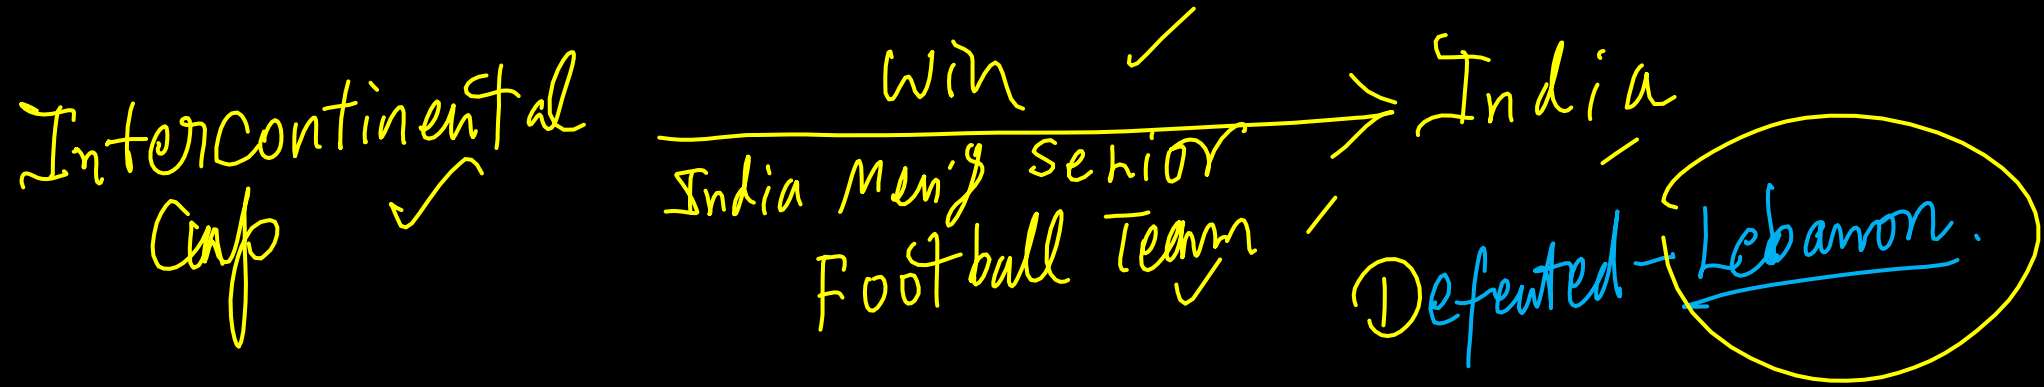 Intercontinental
Cup
Win
India Men's Senior
Football Team
India
Defeated - Lebanon.